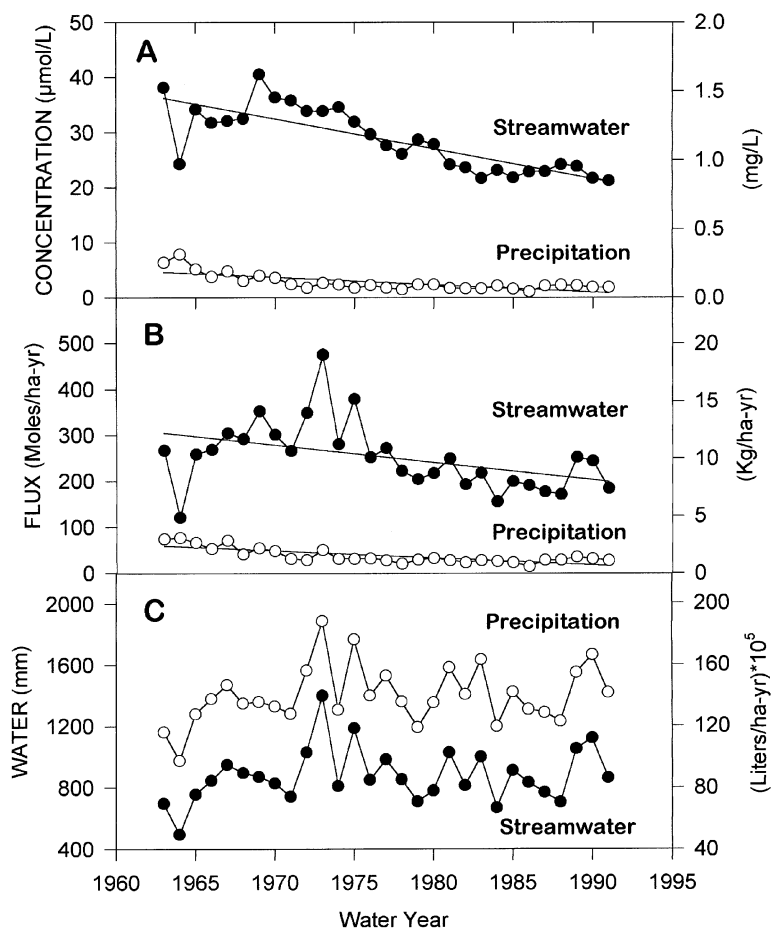 A
CONCENTRATION (µmol/L)
50
40
30
20
10
0
2.0
1.5
1.0
0.5
0.0
(mg/L)
Streamwater
Precipitation
B
FLUX (Moles/ha-yr)
500
400
300
200
100
0
20
15
10
5
0
(Kg/ha-yr)
Streamwater
Precipitation
C
WATER (mm)
2000
1600
1200
800
400
200
160
120
80
40
(Liters/ha-yr)*10⁵
Precipitation
Streamwater
1960 1965 1970 1975 1980 1985 1990 1995
Water Year